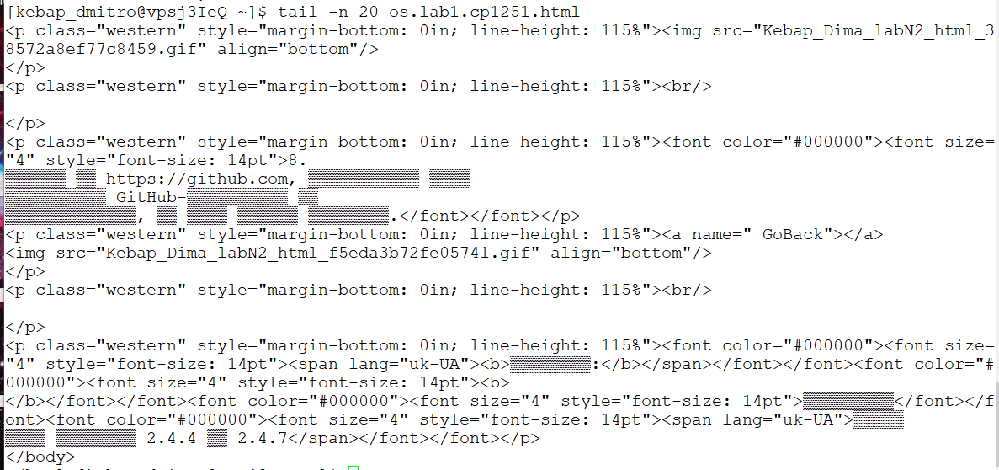 [kebap_dmitro@vpsj3IeQ ~]$ tail -n 20 os.lab1.cp1251.html
<p class="western" style="margin-bottom: 0in; line-height: 115%"><img src="Kebap_Dima_labN2_html_3
8572a8ef77c8459.gif" align="bottom"/>
</p>
<p class="western" style="margin-bottom: 0in; line-height: 115%"><br/>
</p>
<p class="western" style="margin-bottom: 0in; line-height: 115%"><font color="#000000"><font size=
"4" style="font-size: 14pt">8.
https://github.com,
GitHub-
, .</font></font></p>
<p class="western" style="margin-bottom: 0in; line-height: 115%"><a name="_GoBack"></a>
<img src="Kebap_Dima_labN2_html_f5eda3b72fe05741.gif" align="bottom"/>
</p>
<p class="western" style="margin-bottom: 0in; line-height: 115%"><br/>
</p>
<p class="western" style="margin-bottom: 0in; line-height: 115%"><font color="#000000"><font size=
"4" style="font-size: 14pt"><span lang="uk-UA"><b>:</b></span></font></font><font color="#
000000"><font size="4" style="font-size: 14pt"><b>
</b></font></font><font color="#000000"><font size="4" style="font-size: 14pt"></font></f
ont><font color="#000000"><font size="4" style="font-size: 14pt"><span lang="uk-UA">
2.4.4 2.4.7</span></font></font></p>
</body>